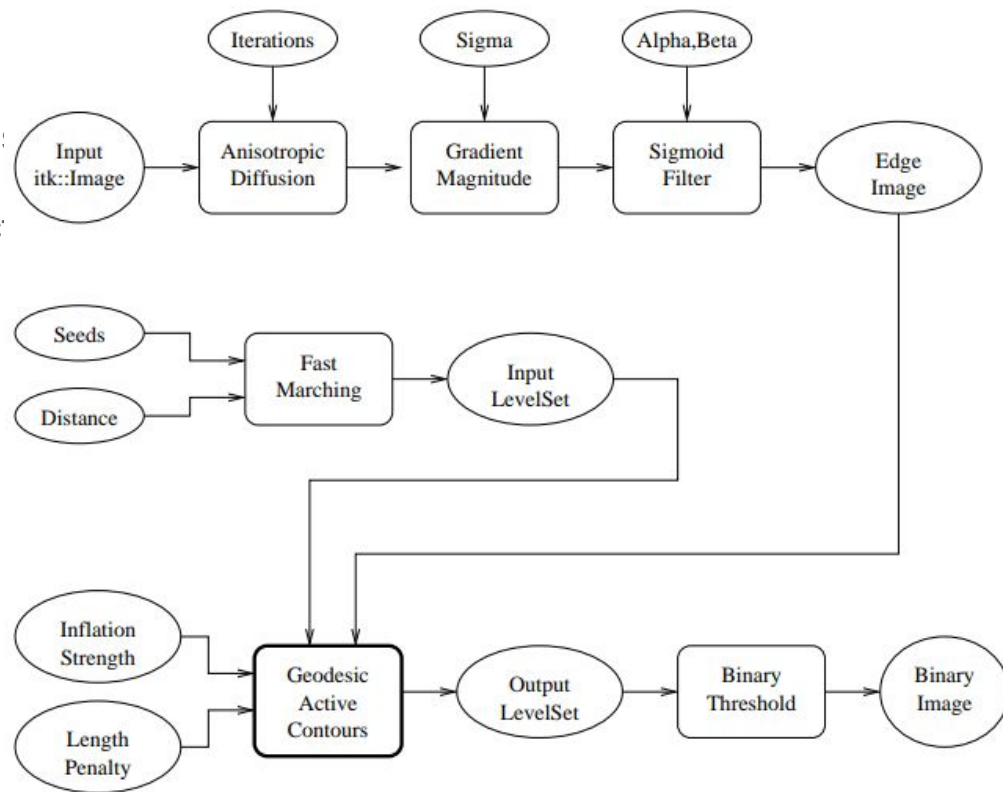 Iterations
Sigma
Alpha,Beta
Input
itk::Image
Anisotropic
Diffusion
Gradient
Magnitude
Sigmoid
Filter
Edge
Image
Seeds
Distance
Fast
Marching
Input
LevelSet
Inflation
Strength
Length
Penalty
Geodesic
Active
Contours
Output
LevelSet
Binary
Threshold
Binary
Image